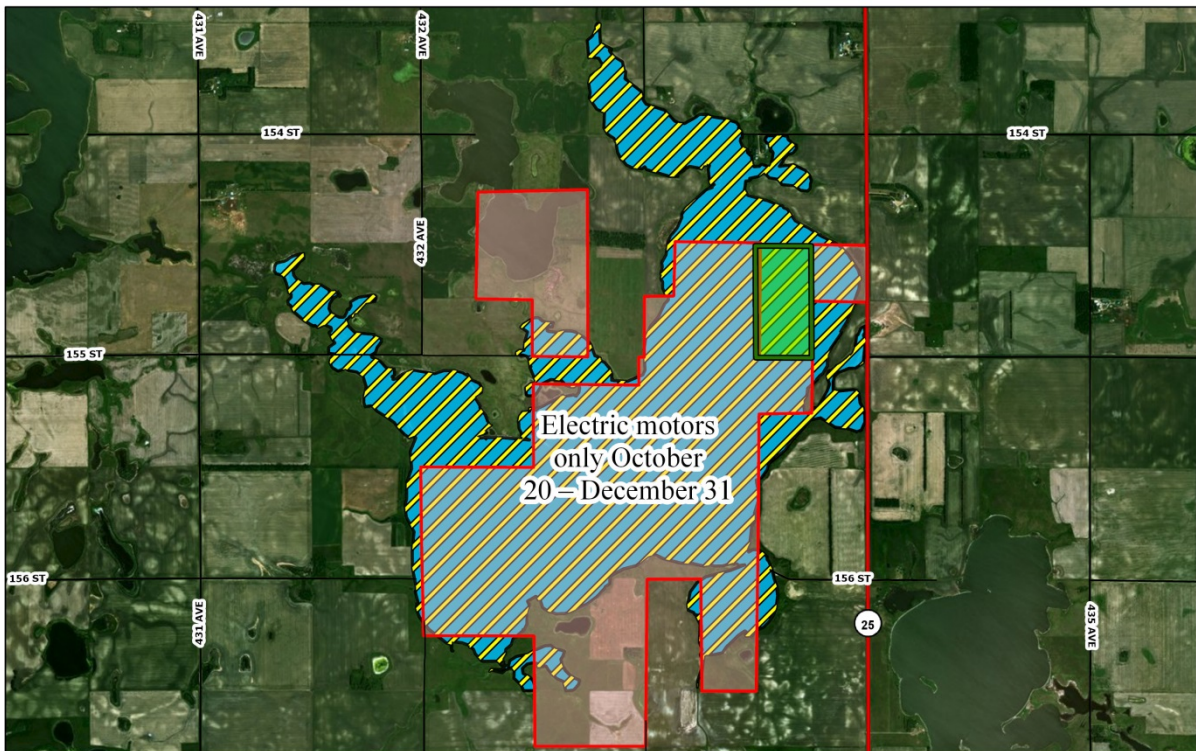 431 AVE
432 AVE
154 ST
154 ST
432 AVE
155 ST
Electric motors
only October
20 – December 31
156 ST
156 ST
431 AVE
25
435 AVE